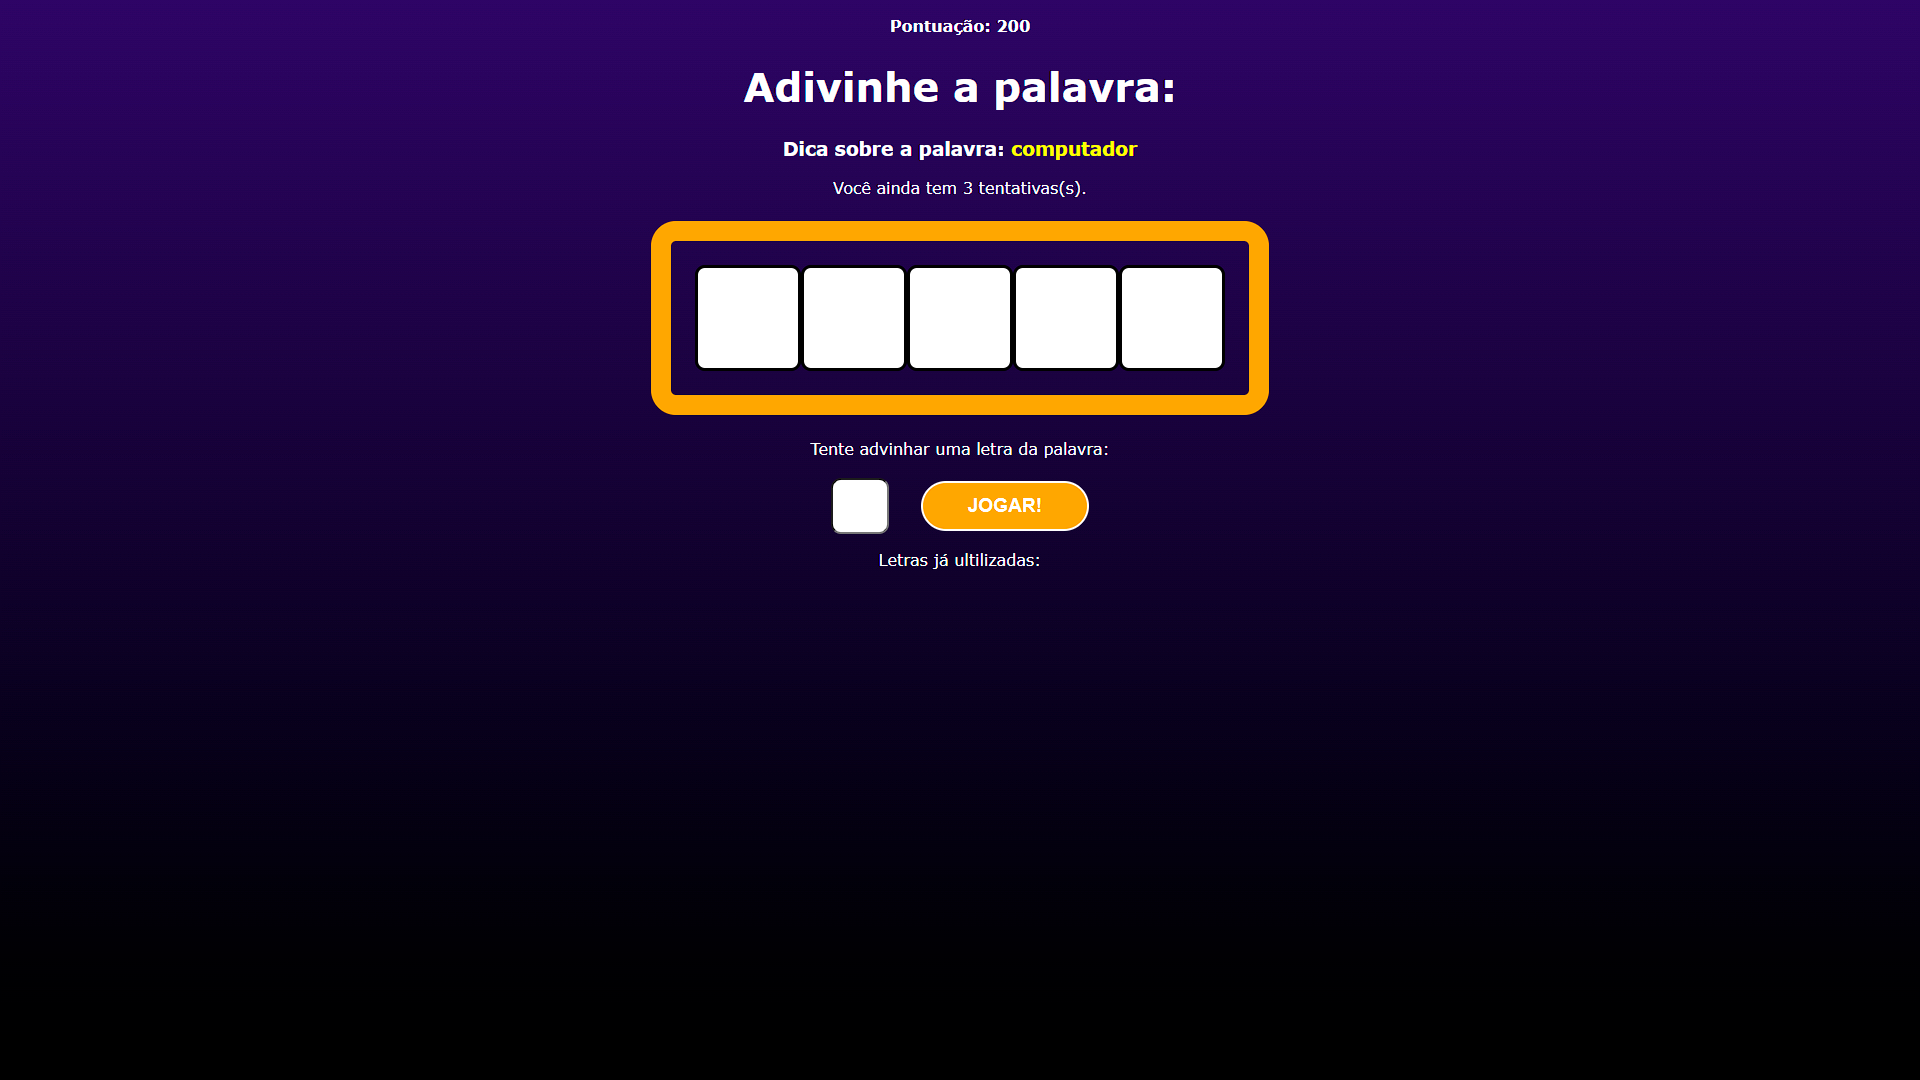 Pontuação: 200
Adivinhe a palavra:
Dica sobre a palavra: computador
Você ainda tem 3 tentativas(s).
Tente advinhar uma letra da palavra:
JOGAR!
Letras já ultilizadas: